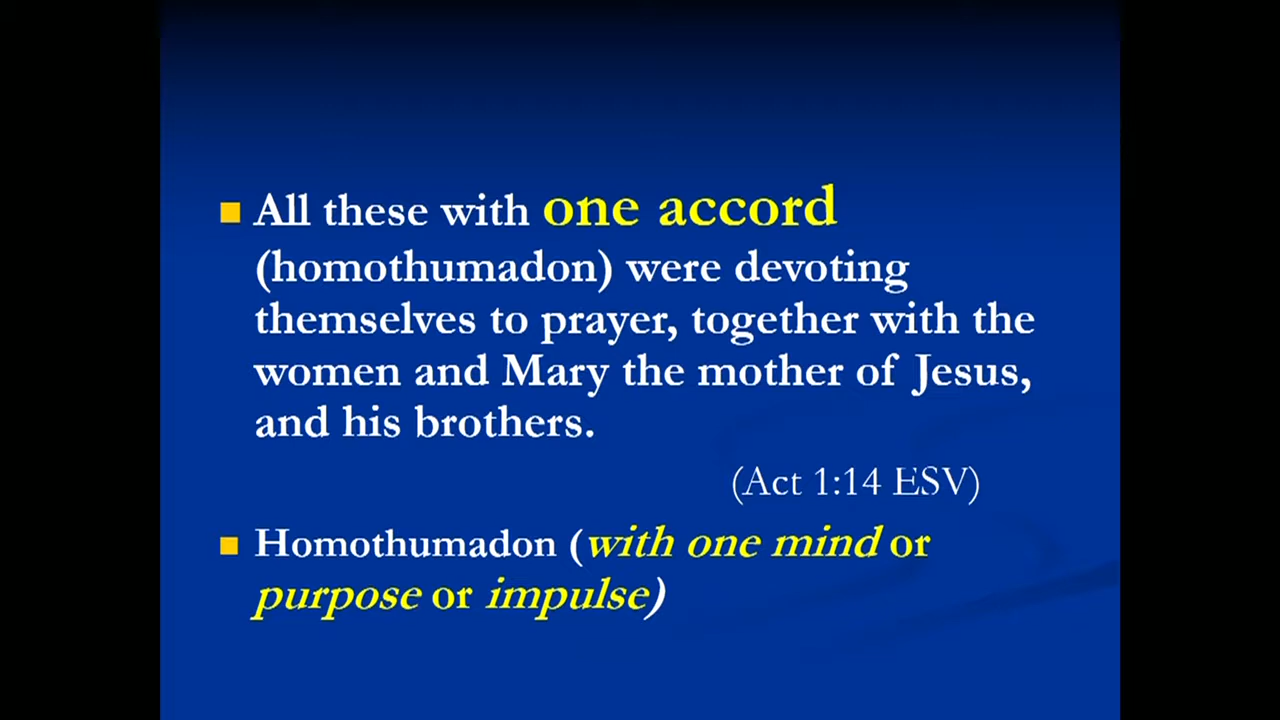 All these with one accord
(homothumadon) were devoting
themselves to prayer, together with the
women and Mary the mother of Jesus,
and his brothers.
(Act 1:14 ESV)
Homothumadon (with one mind or
purpose or impulse)